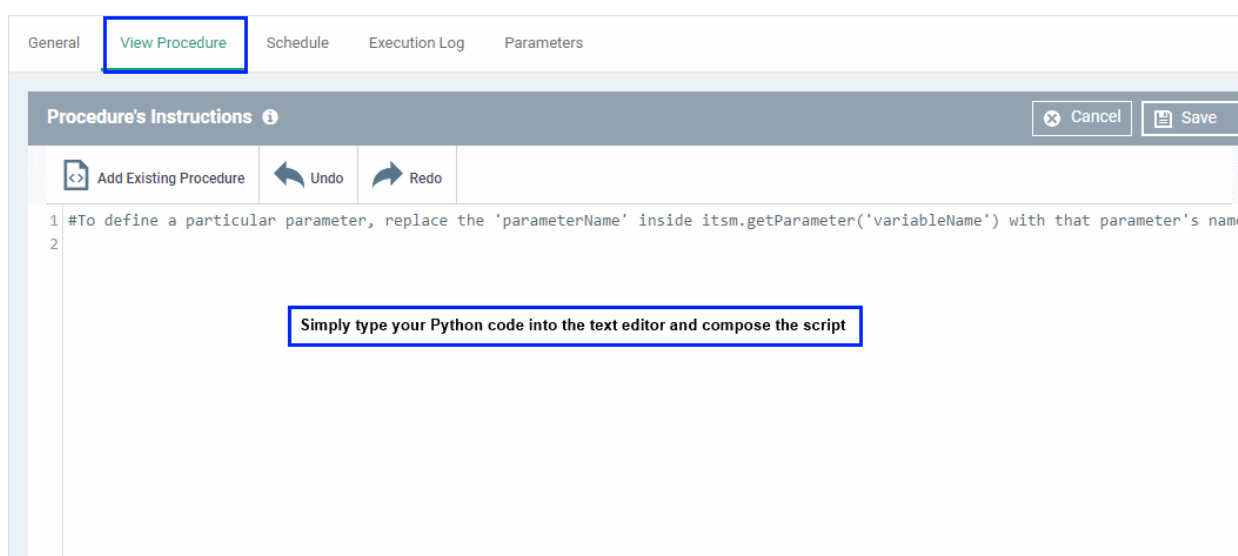 General View Procedure Schedule Execution Log Parameters
Procedure's Instructions
Cancel Save
Add Existing Procedure Undo Redo
1 #To define a particular parameter, replace the 'parameterName' inside itsm.getParameter('variableName') with that parameter's name
2
Simply type your Python code into the text editor and compose the script